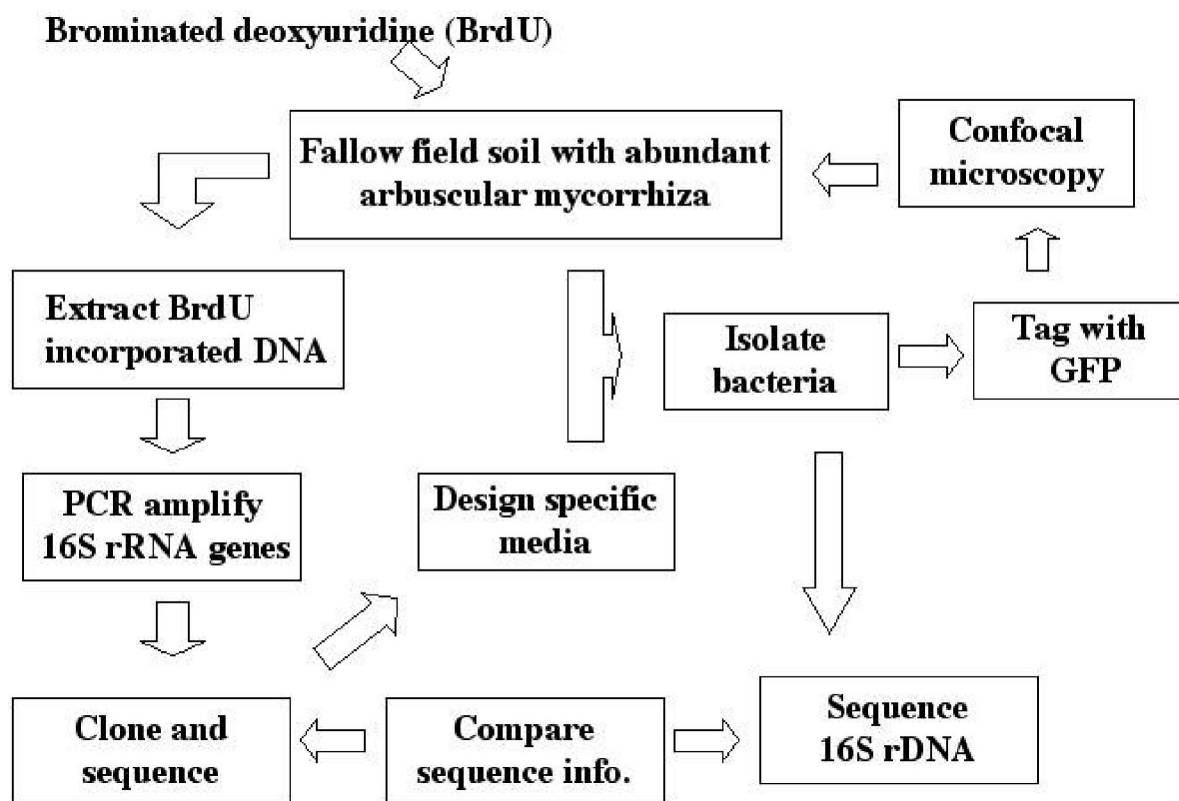 Brominated deoxyuridine (BrdU)
Fallow field soil with abundant
arbuscular mycorrhiza
Confocal
microscopy
Extract BrdU
incorporated DNA
Isolate
bacteria
Tag with
GFP
PCR amplify
16S rRNA genes
Design specific
media
Clone and
sequence
Compare
sequence info.
Sequence
16S rDNA